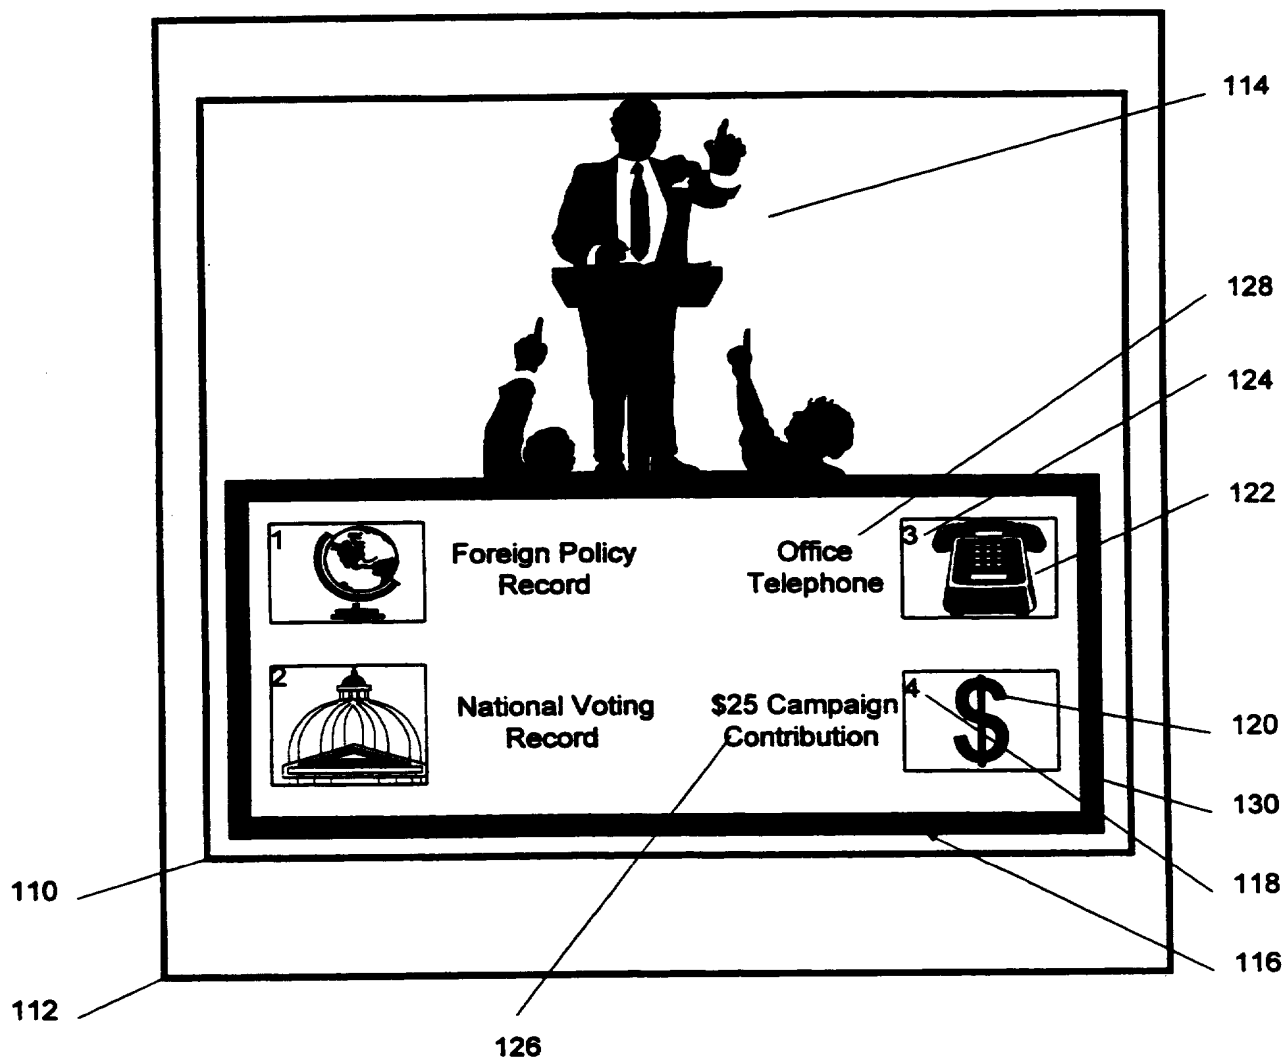 114
128
124
122
1
Foreign Policy
Record
Office
Telephone
3
2
National Voting
Record
$25 Campaign
Contribution
4
120
130
110
118
116
112
126